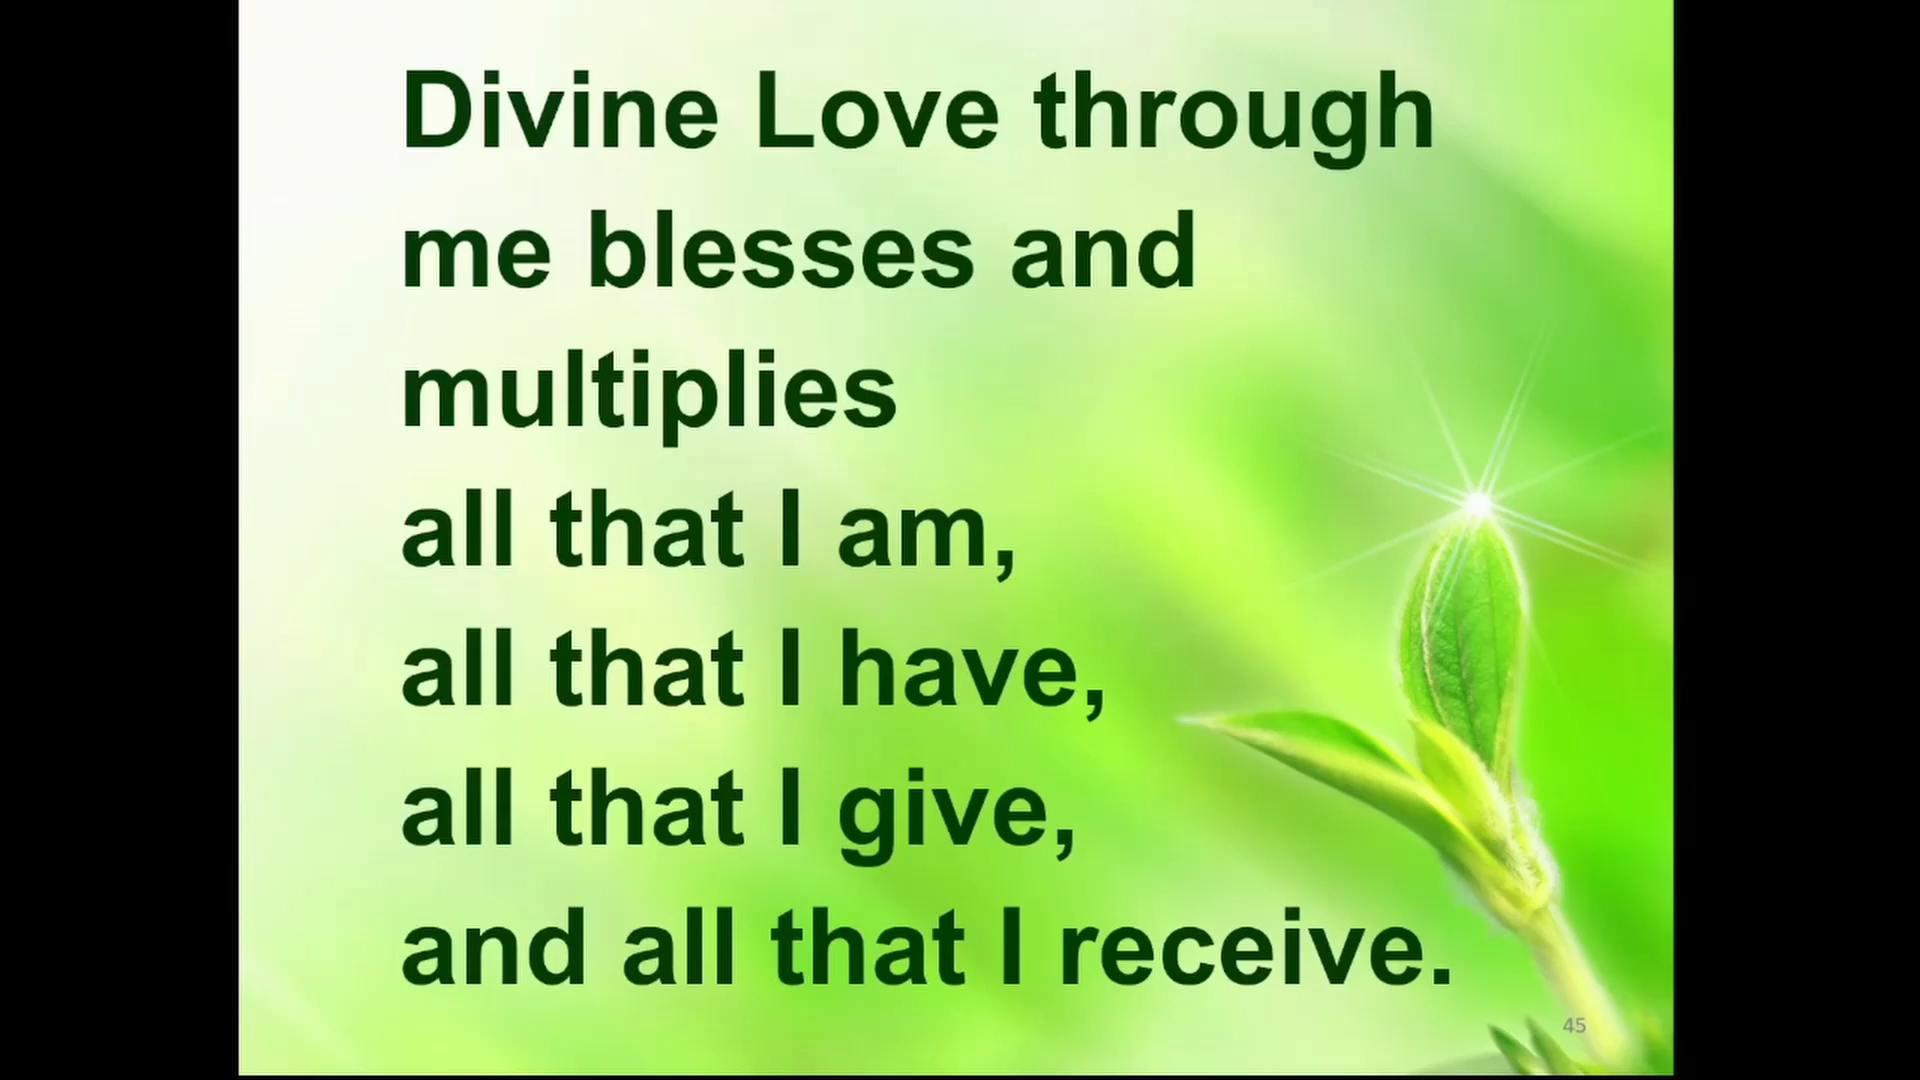 Divine Love through
me blesses and
multiplies
all that I am,
all that I have,
all that I give,
and all that I receive.
45